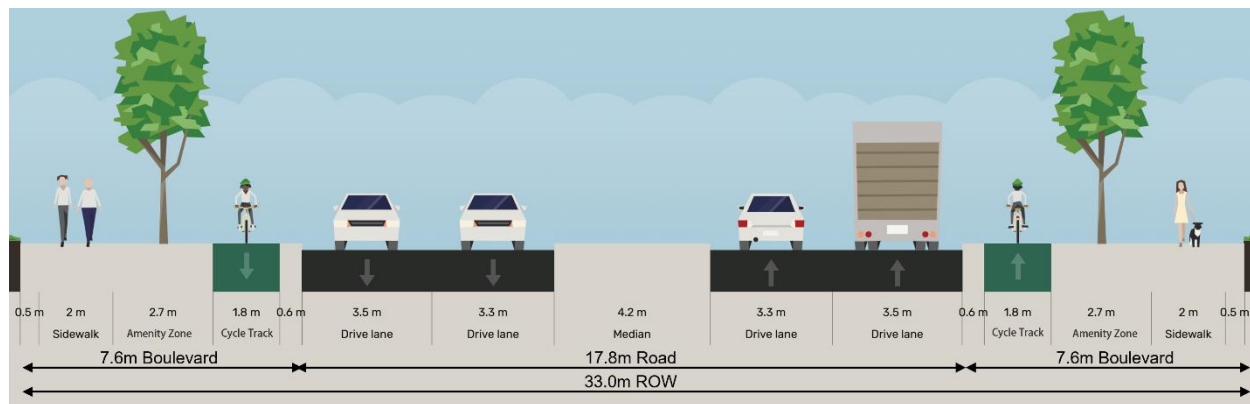 0.5 m 2 m 2.7 m 1.8 m 0.6 m 3.5 m 3.3 m 4.2 m 3.3 m 3.5 m 0.6 m 1.8 m 2.7 m 2 m 0.5 m
Sidewalk Amenity Zone Cycle Track Drive lane Drive lane Median Drive lane Drive lane Cycle Track Amenity Zone Sidewalk
7.6m Boulevard 17.8m Road 7.6m Boulevard
33.0m ROW